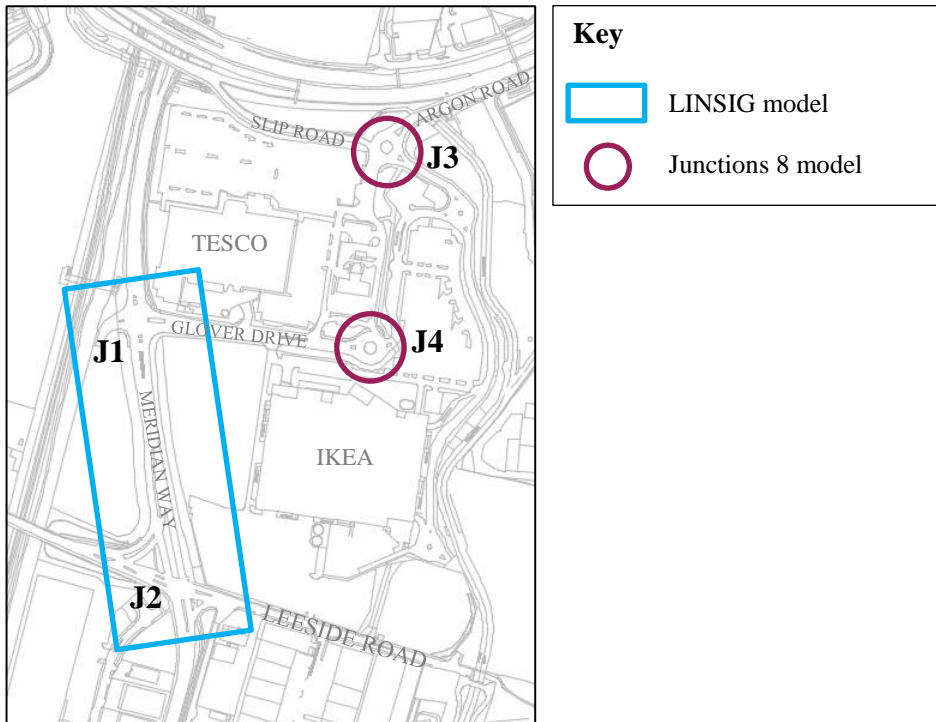 Key
LINSIG model
Junctions 8 model
ARGON ROAD
SLIP ROAD
J3
TESCO
GLOVER DRIVE
J4
J1
MERIDIAN WAY
IKEA
J2
LEESIDE ROAD